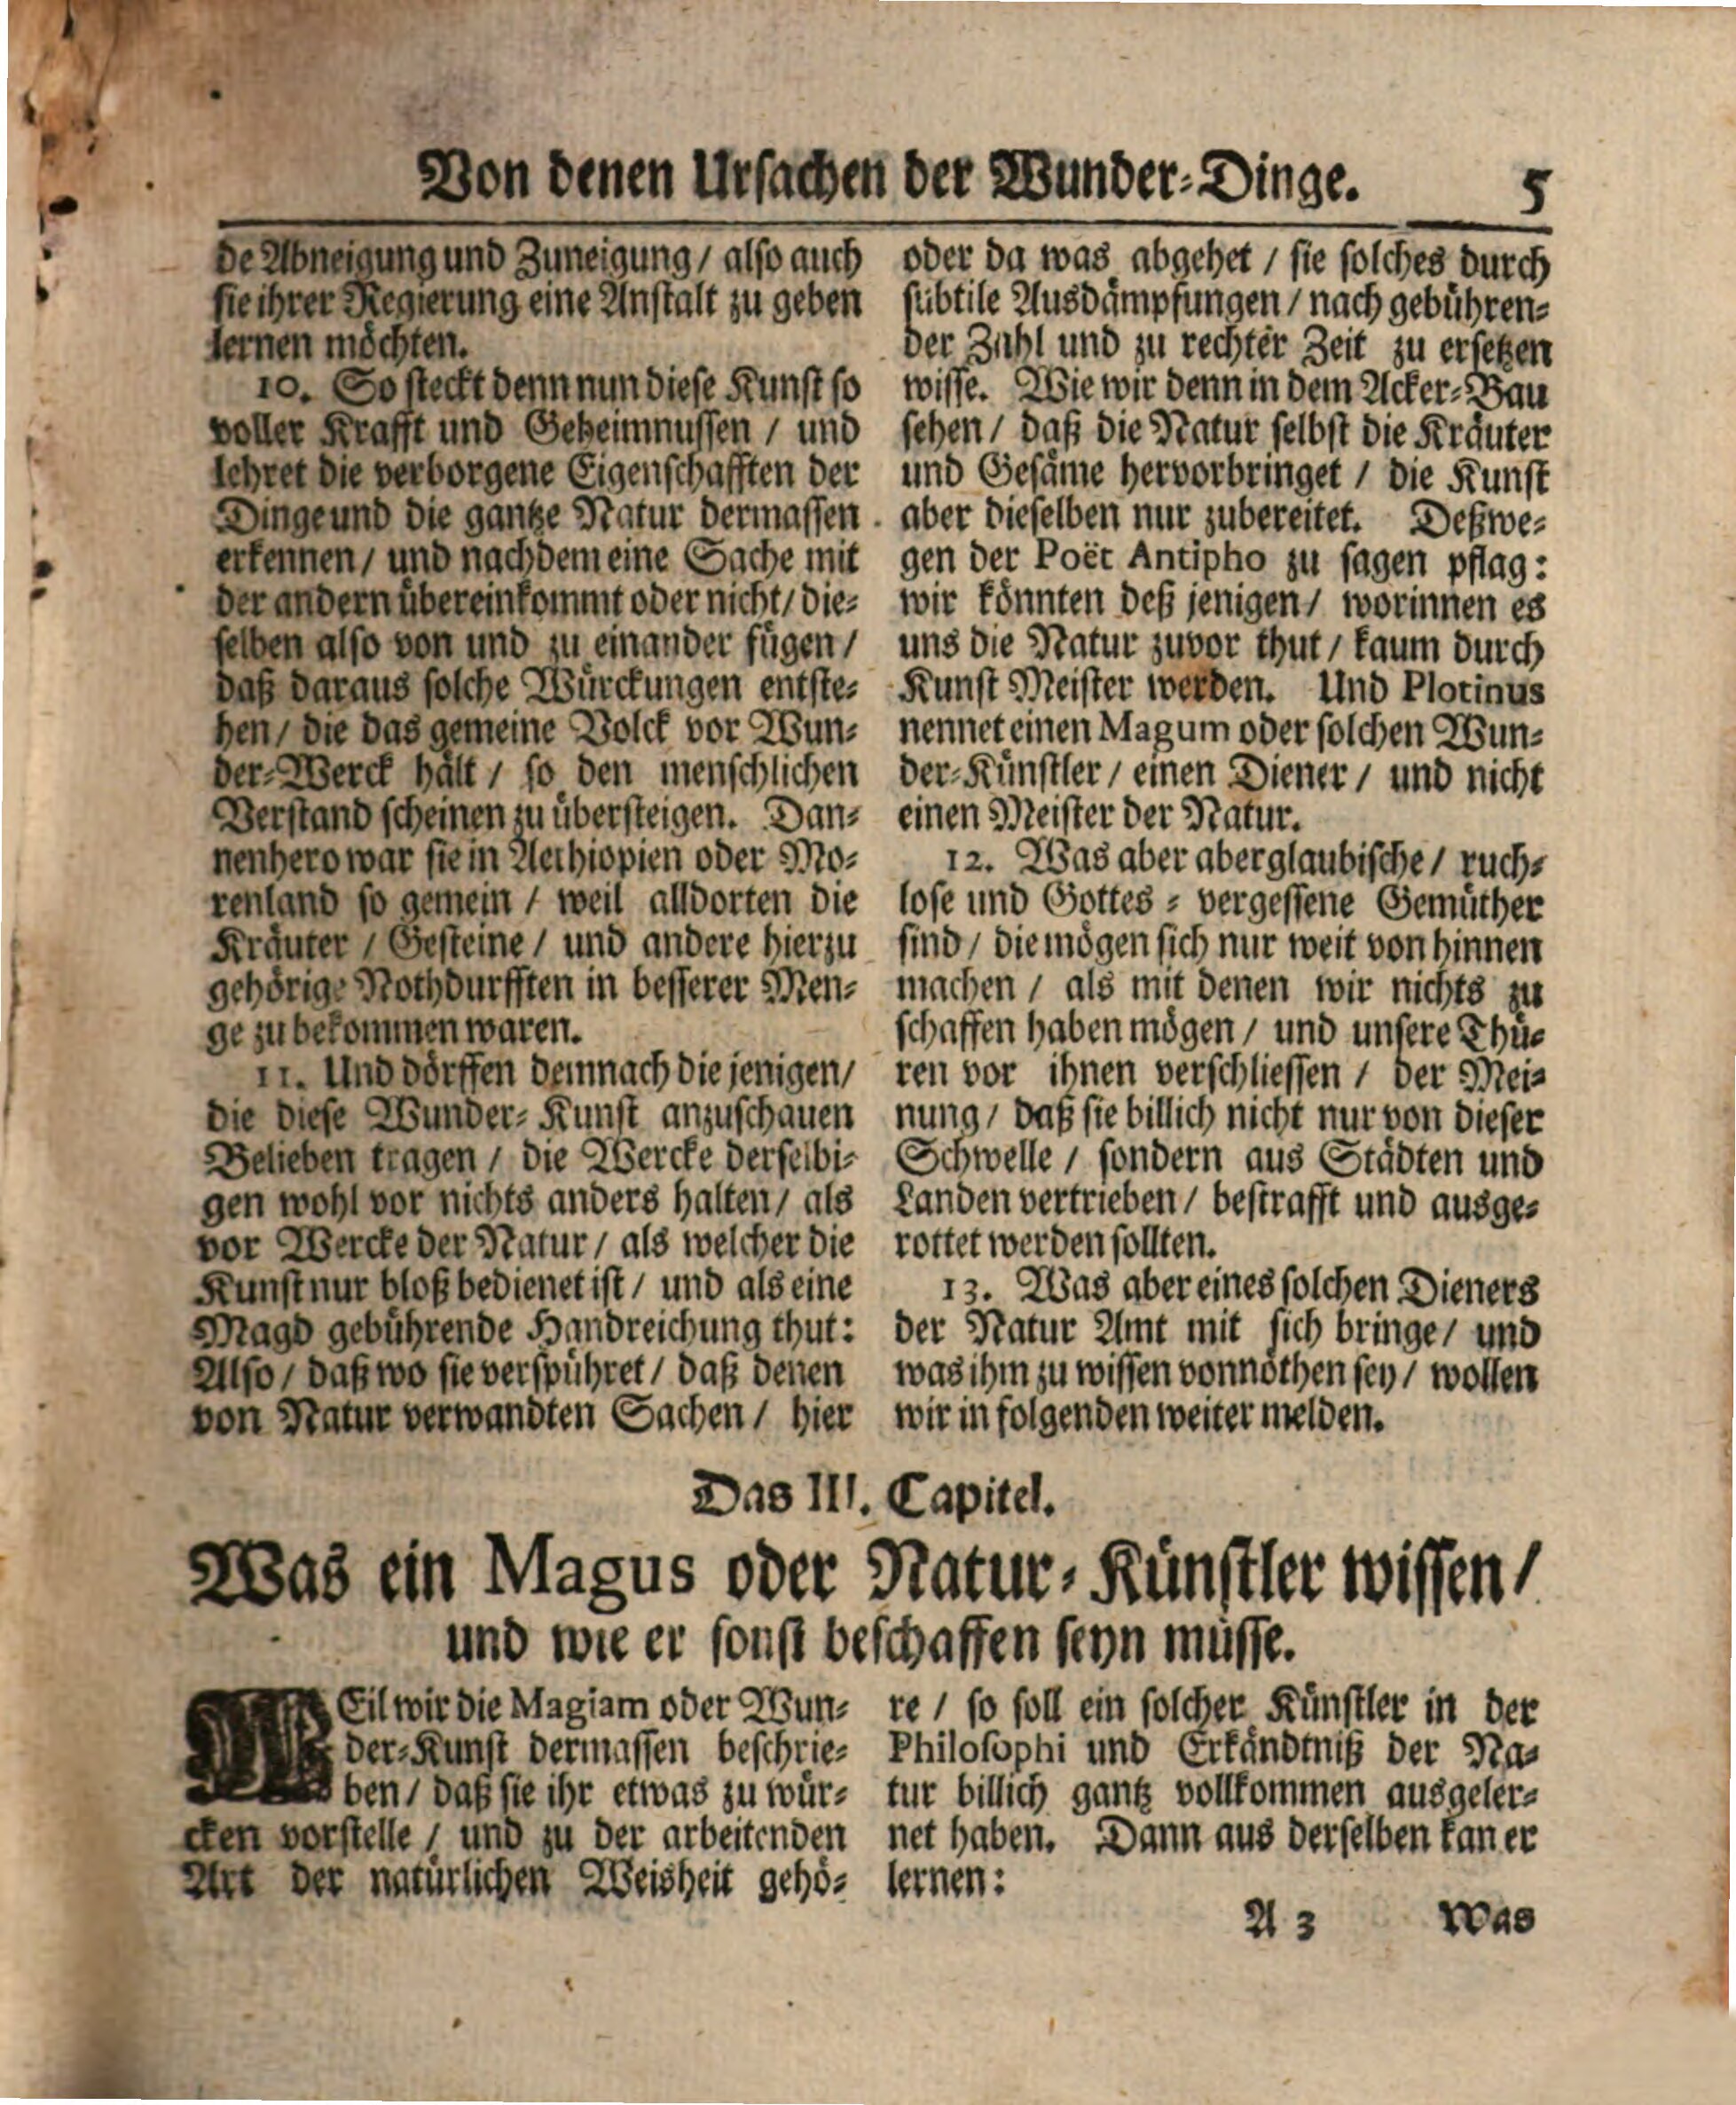 Von denen Ursachen der Wunder-Dinge. 5
de Abneigung und Zuneigung / also auch
sie ihrer Regierung eine Anstalt zu geben
lernen möchten.
10. So steckt denn nun diese Kunst so
voller Krafft und Geheimnussen / und
lehret die verborgene Eigenschafften der
Dinge und die gantze Natur dermassen
erkennen / und nachdem eine Sache mit
der andern übereinkommt oder nicht / die-
selben also von und zu einander fügen /
daß daraus solche Würckungen entste-
hen / die das gemeine Volck vor Wun-
der-Werck hält / so den menschlichen
Verstand scheinen zu übersteigen. Dan-
nenhero war sie in Aethiopien oder Mo-
renland so gemein / weil alldorten die
Kräuter / Gesteine / und andere hierzu
gehörige Nothdurfften in besserer Men-
ge zu bekommen waren.
11. Und dörffen demnach die jenigen /
die diese Wunder-Kunst anzuschauen
Belieben tragen / die Wercke derselbi-
gen wohl vor nichts anders halten / als
vor Wercke der Natur / als welcher die
Kunst nur bloß bedienet ist / und als eine
Magd gebührende Handreichung thut:
Also / daß wo sie verspühret / daß denen
von Natur verwandten Sachen / hier
oder da was abgehet / sie solches durch
subtile Ausdämpfungen / nach gebühren-
der Zahl und zu rechter Zeit zu ersetzen
wisse. Wie wir denn in dem Acker-Bau
sehen / daß die Natur selbst die Kräuter
und Gesäme hervorbringet / die Kunst
aber dieselben nur zubereitet. Deßwe-
gen der Poët Antipho zu sagen pflag:
wir könnten deß jenigen / worinnen es
uns die Natur zuvor thut / kaum durch
Kunst Meister werden. Und Plotinus
nennet einen Magum oder solchen Wun-
der-Künstler / einen Diener / und nicht
einen Meister der Natur.
12. Was aber aberglaubische / ruch-
lose und Gottes-vergessene Gemüther
sind / die mögen sich nur weit von hinnen
machen / als mit denen wir nichts zu
schaffen haben mögen / und unsere Thü-
ren vor ihnen verschliessen / der Mei-
nung / daß sie billich nicht nur von dieser
Schwelle / sondern aus Städten und
Landen vertrieben / bestrafft und ausge-
rottet werden sollten.
13. Was aber eines solchen Dieners
der Natur Amt mit sich bringe / und
was ihm zu wissen vonnöthen sey / wollen
wir in folgenden weiter melden.
Das III. Capitel.
Was ein Magus oder Natur-Künstler wissen /
und wie er sonst beschaffen seyn müsse.
WEil wir die Magiam oder Wun-
der-Kunst dermassen beschrie-
ben / daß sie ihr etwas zu wür-
cken vorstelle / und zu der arbeitenden
Art der natürlichen Weisheit gehö-
re / so soll ein solcher Künstler in der
Philosophi und Erkändtniß der Na-
tur billich gantz vollkommen ausgeler-
net haben. Dann aus derselben kan er
lernen:
A 3 Was